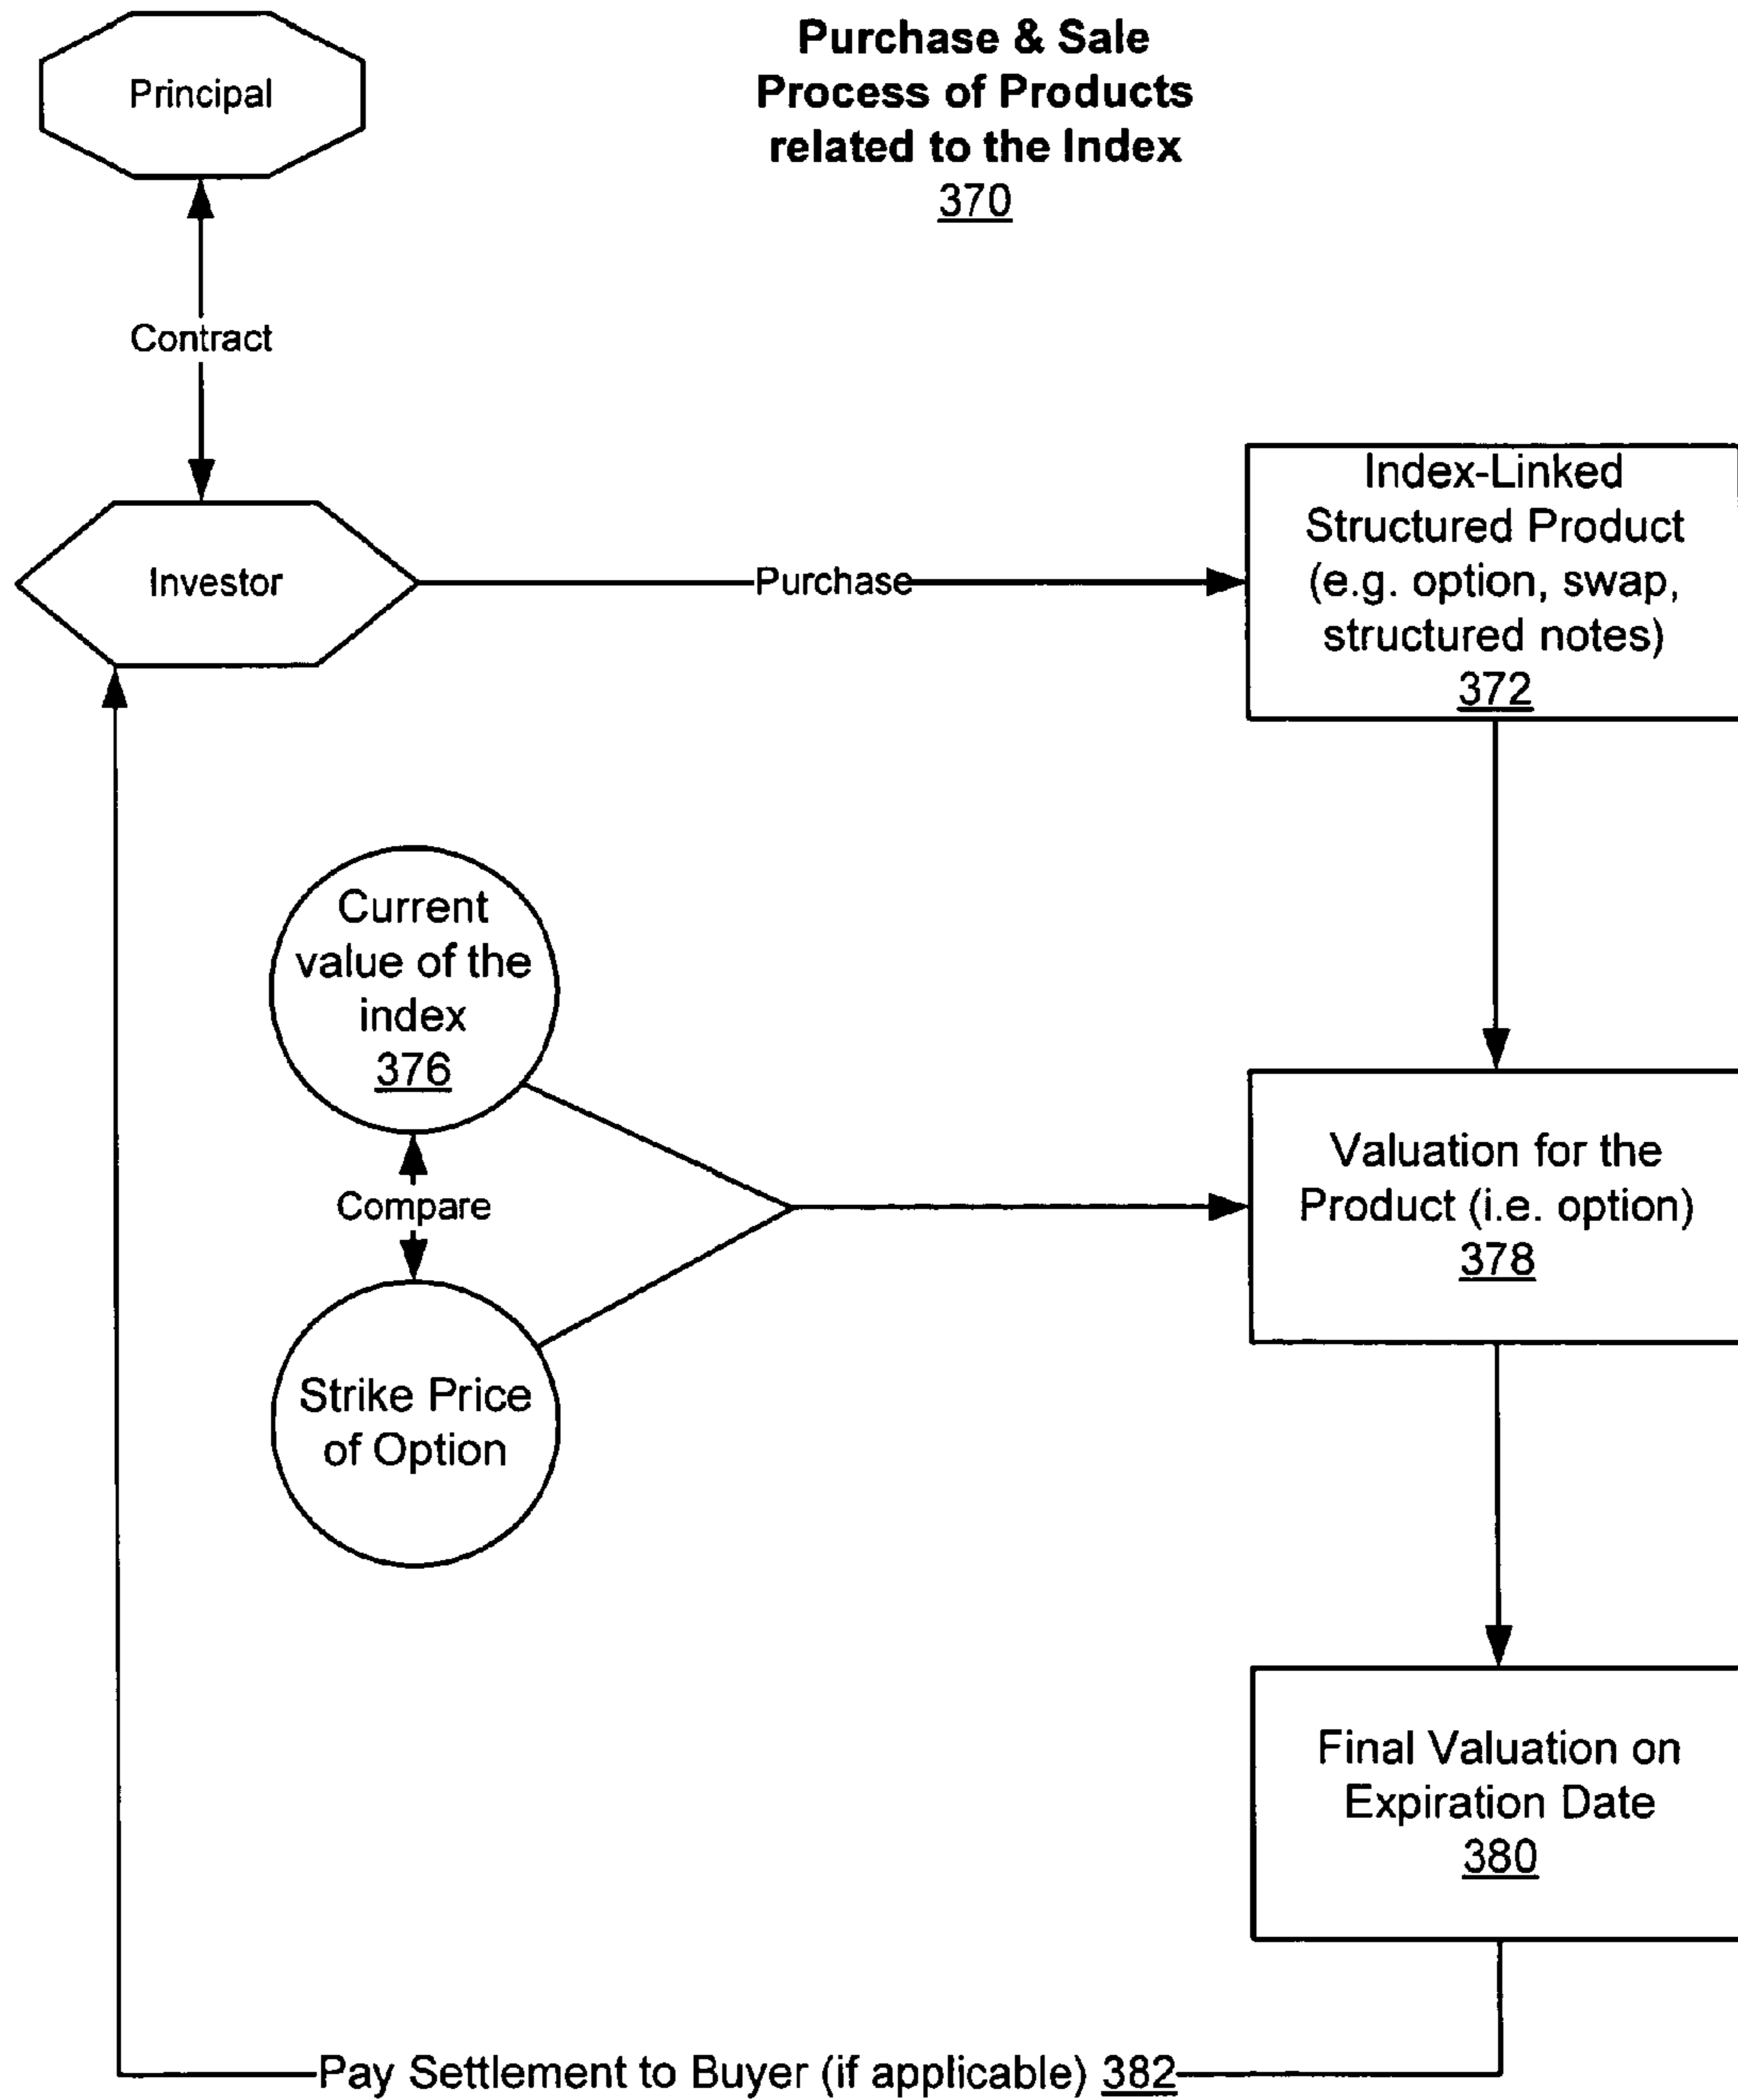 Principal
Purchase & Sale
Process of Products
related to the Index
370
Contract
Investor
Purchase
Index-Linked
Structured Product
(e.g. option, swap,
structured notes)
372
Current
value of the
index
376
Compare
Strike Price
of Option
Valuation for the
Product (i.e. option)
378
Final Valuation on
Expiration Date
380
Pay Settlement to Buyer (if applicable) 382